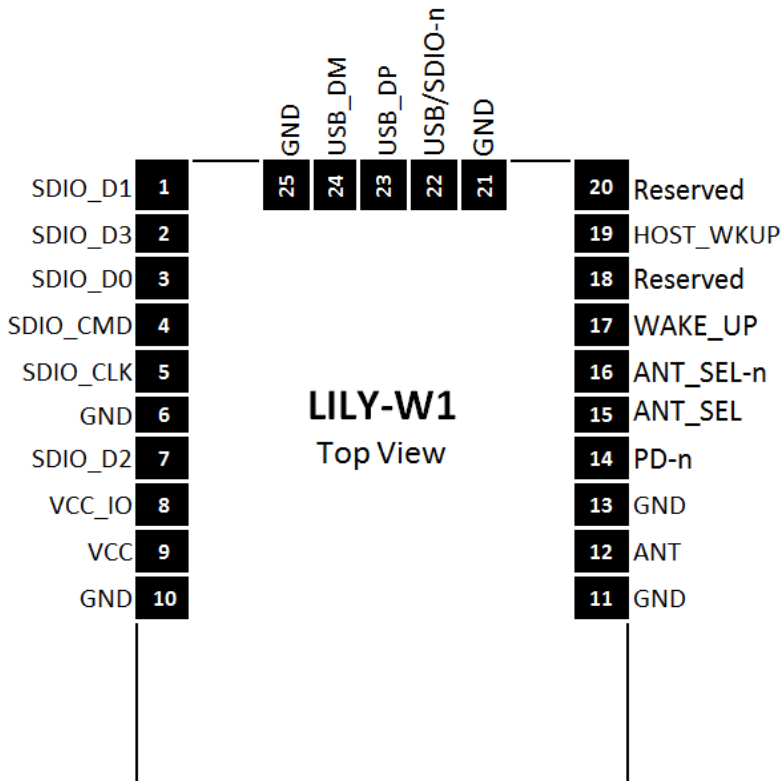 GND
USB_DM
USB_DP
USB/SDIO-n
GND
25
24
23
22
21
SDIO_D1 1
20 Reserved
SDIO_D3 2
19 HOST_WKUP
SDIO_D0 3
18 Reserved
SDIO_CMD 4
17 WAKE_UP
SDIO_CLK 5
16 ANT_SEL-n
GND 6
15 ANT_SEL
SDIO_D2 7
14 PD-n
VCC_IO 8
13 GND
VCC 9
12 ANT
GND 10
11 GND
LILY-W1
Top View